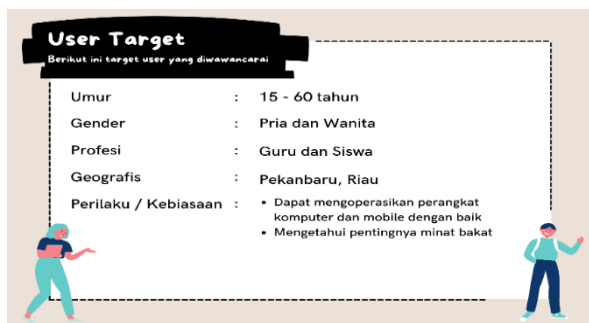 User Target
Berikut ini target user yang diwawancarai
Umur : 15 - 60 tahun
Gender : Pria dan Wanita
Profesi : Guru dan Siswa
Geografis : Pekanbaru, Riau
Perilaku / Kebiasaan : • Dapat mengoperasikan perangkat
komputer dan mobile dengan baik
• Mengetahui pentingnya minat bakat